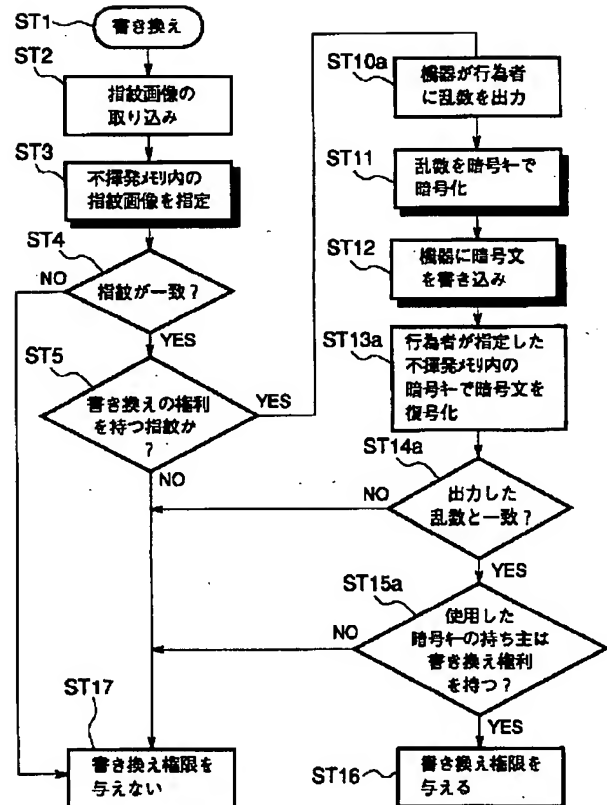 ST1
書き換え
ST2
指紋画像の
取り込み
ST3
不揮発メモリ内の
指紋画像を指定
ST4
NO
指紋が一致?
YES
ST5
書き換えの権利
を持つ指紋か
?
YES
NO
ST10a
機器が行為者
に乱数を出力
ST11
乱数を暗号キーで
暗号化
ST12
機器に暗号文
を書き込み
ST13a
行為者が指定した
不揮発メモリ内の
暗号キーで暗号文を
復号化
ST14a
NO
出力した
乱数と一致?
YES
ST15a
NO
使用した
暗号キーの持ち主は
書き換え権利
を持つ?
YES
ST17
書き換え権限を
与えない
ST16
書き換え権限を
与える